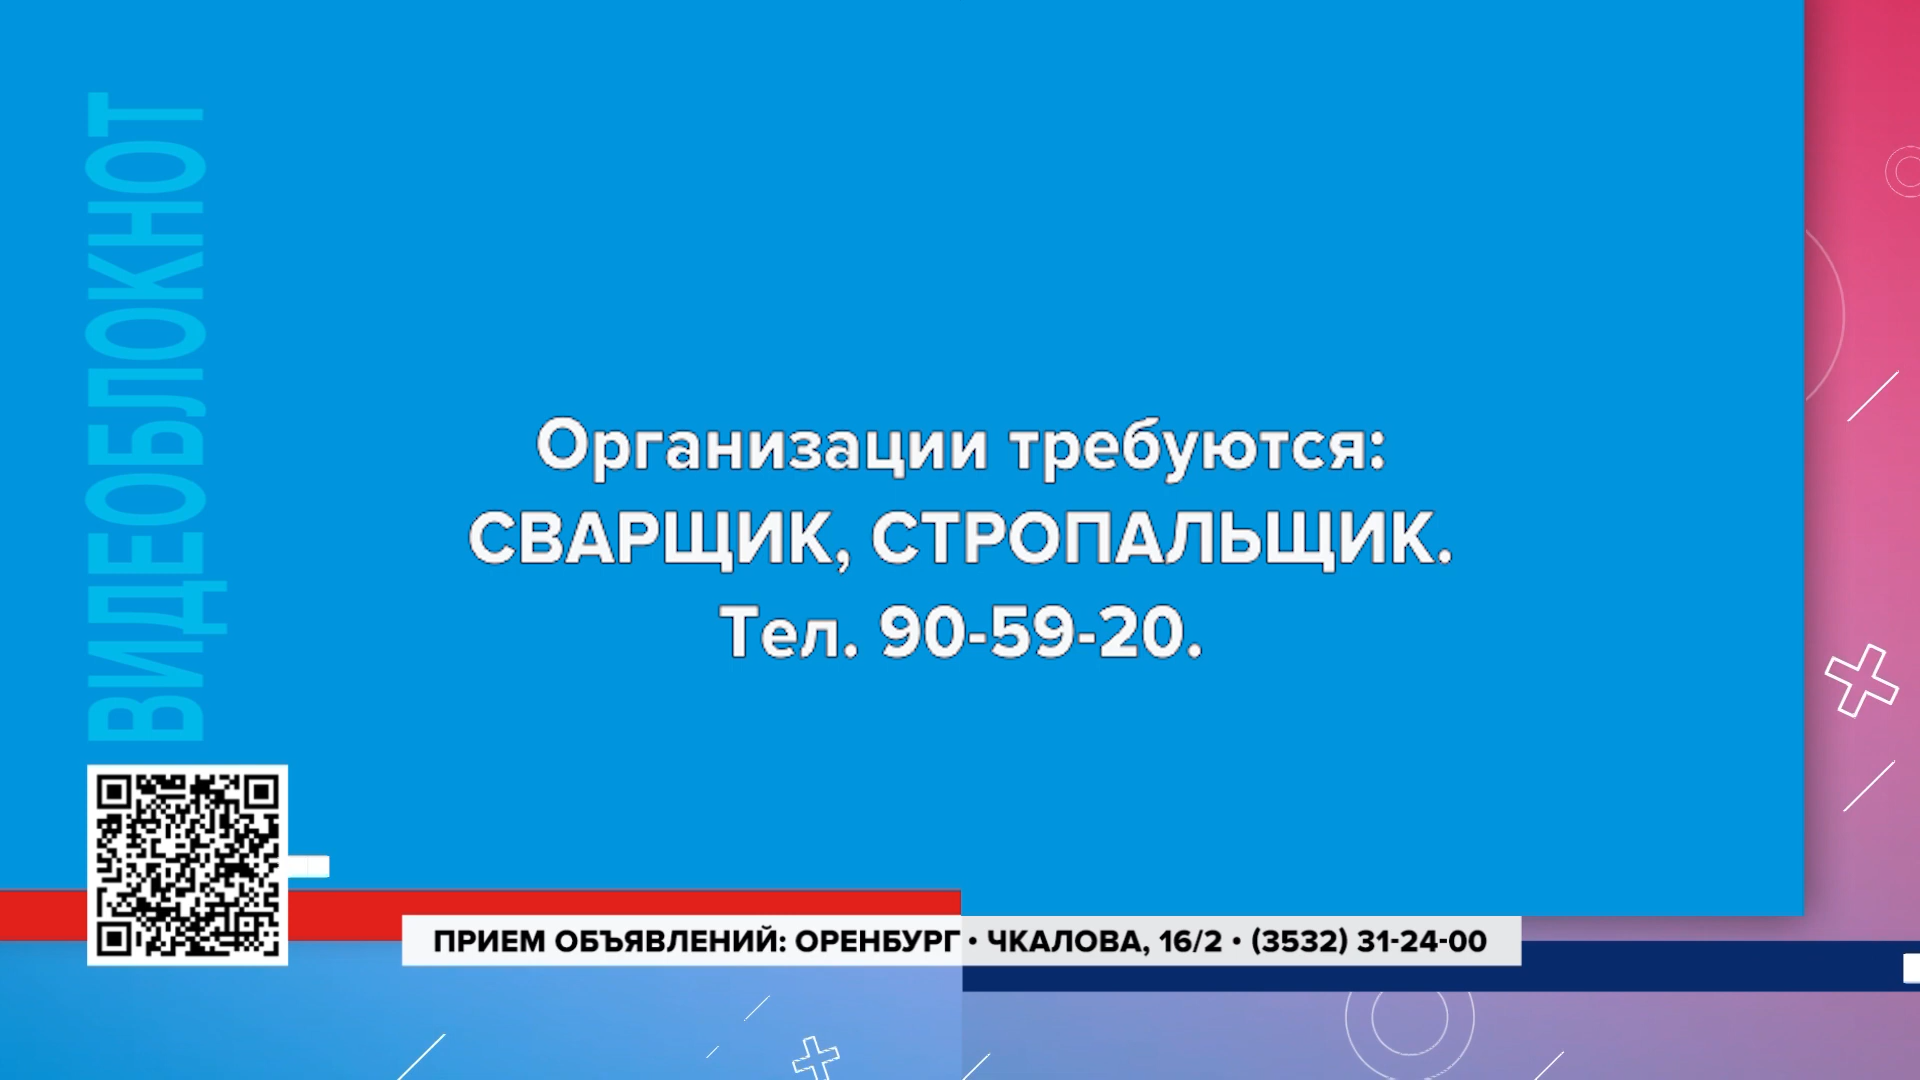 ВИДЕОБЛОКНОТ
Организации требуются:
СВАРЩИК, СТРОПАЛЬЩИК.
Тел. 90-59-20.
ПРИЕМ ОБЪЯВЛЕНИЙ: ОРЕНБУРГ • ЧКАЛОВА, 16/2 • (3532) 31-24-00